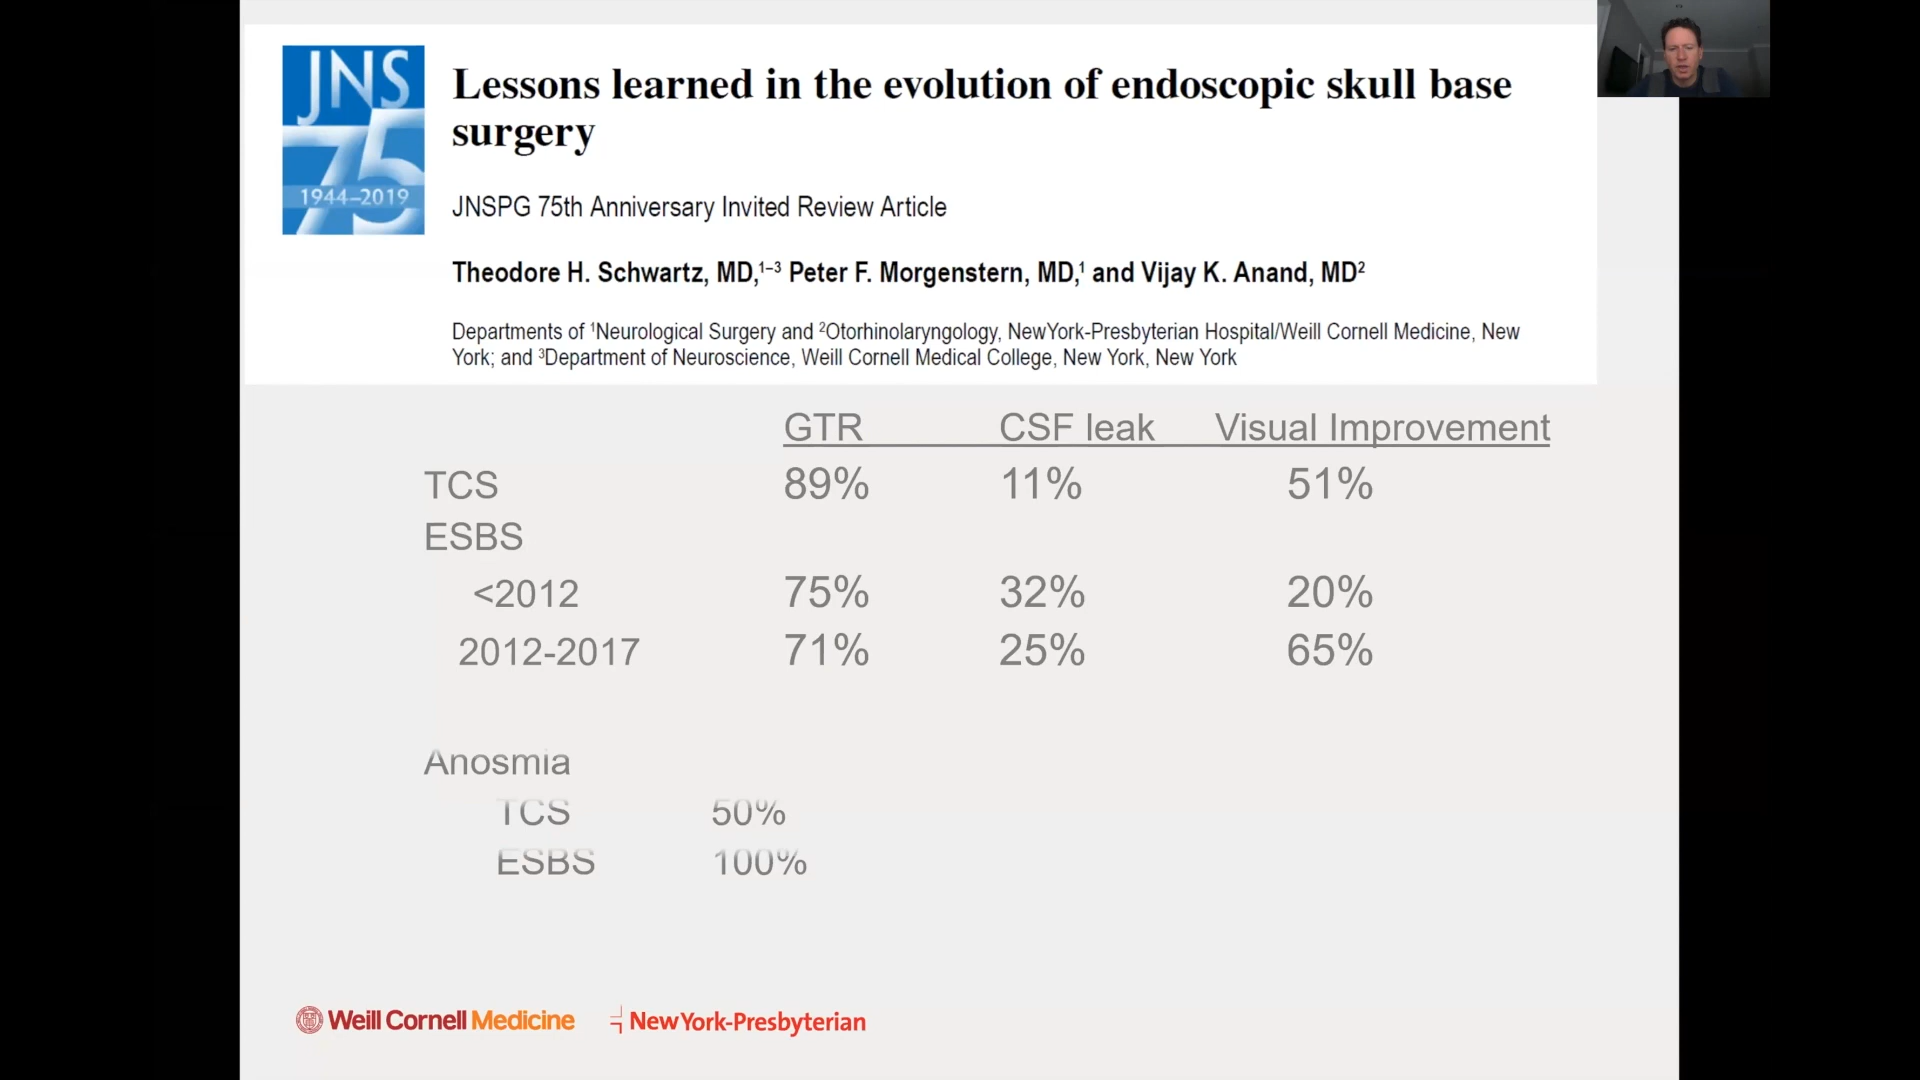 JNS
75
1944–2019
Lessons learned in the evolution of endoscopic skull base
surgery
JNSPG 75th Anniversary Invited Review Article
Theodore H. Schwartz, MD,¹⁻³ Peter F. Morgenstern, MD,¹ and Vijay K. Anand, MD²
Departments of ¹Neurological Surgery and ²Otorhinolaryngology, NewYork-Presbyterian Hospital/Weill Cornell Medicine, New
York; and ³Department of Neuroscience, Weill Cornell Medical College, New York, New York
GTR CSF leak Visual Improvement
TCS 89% 11% 51%
ESBS
<2012 75% 32% 20%
2012-2017 71% 25% 65%
Anosmia
TCS 50%
ESBS 100%
Weill Cornell Medicine NewYork-Presbyterian